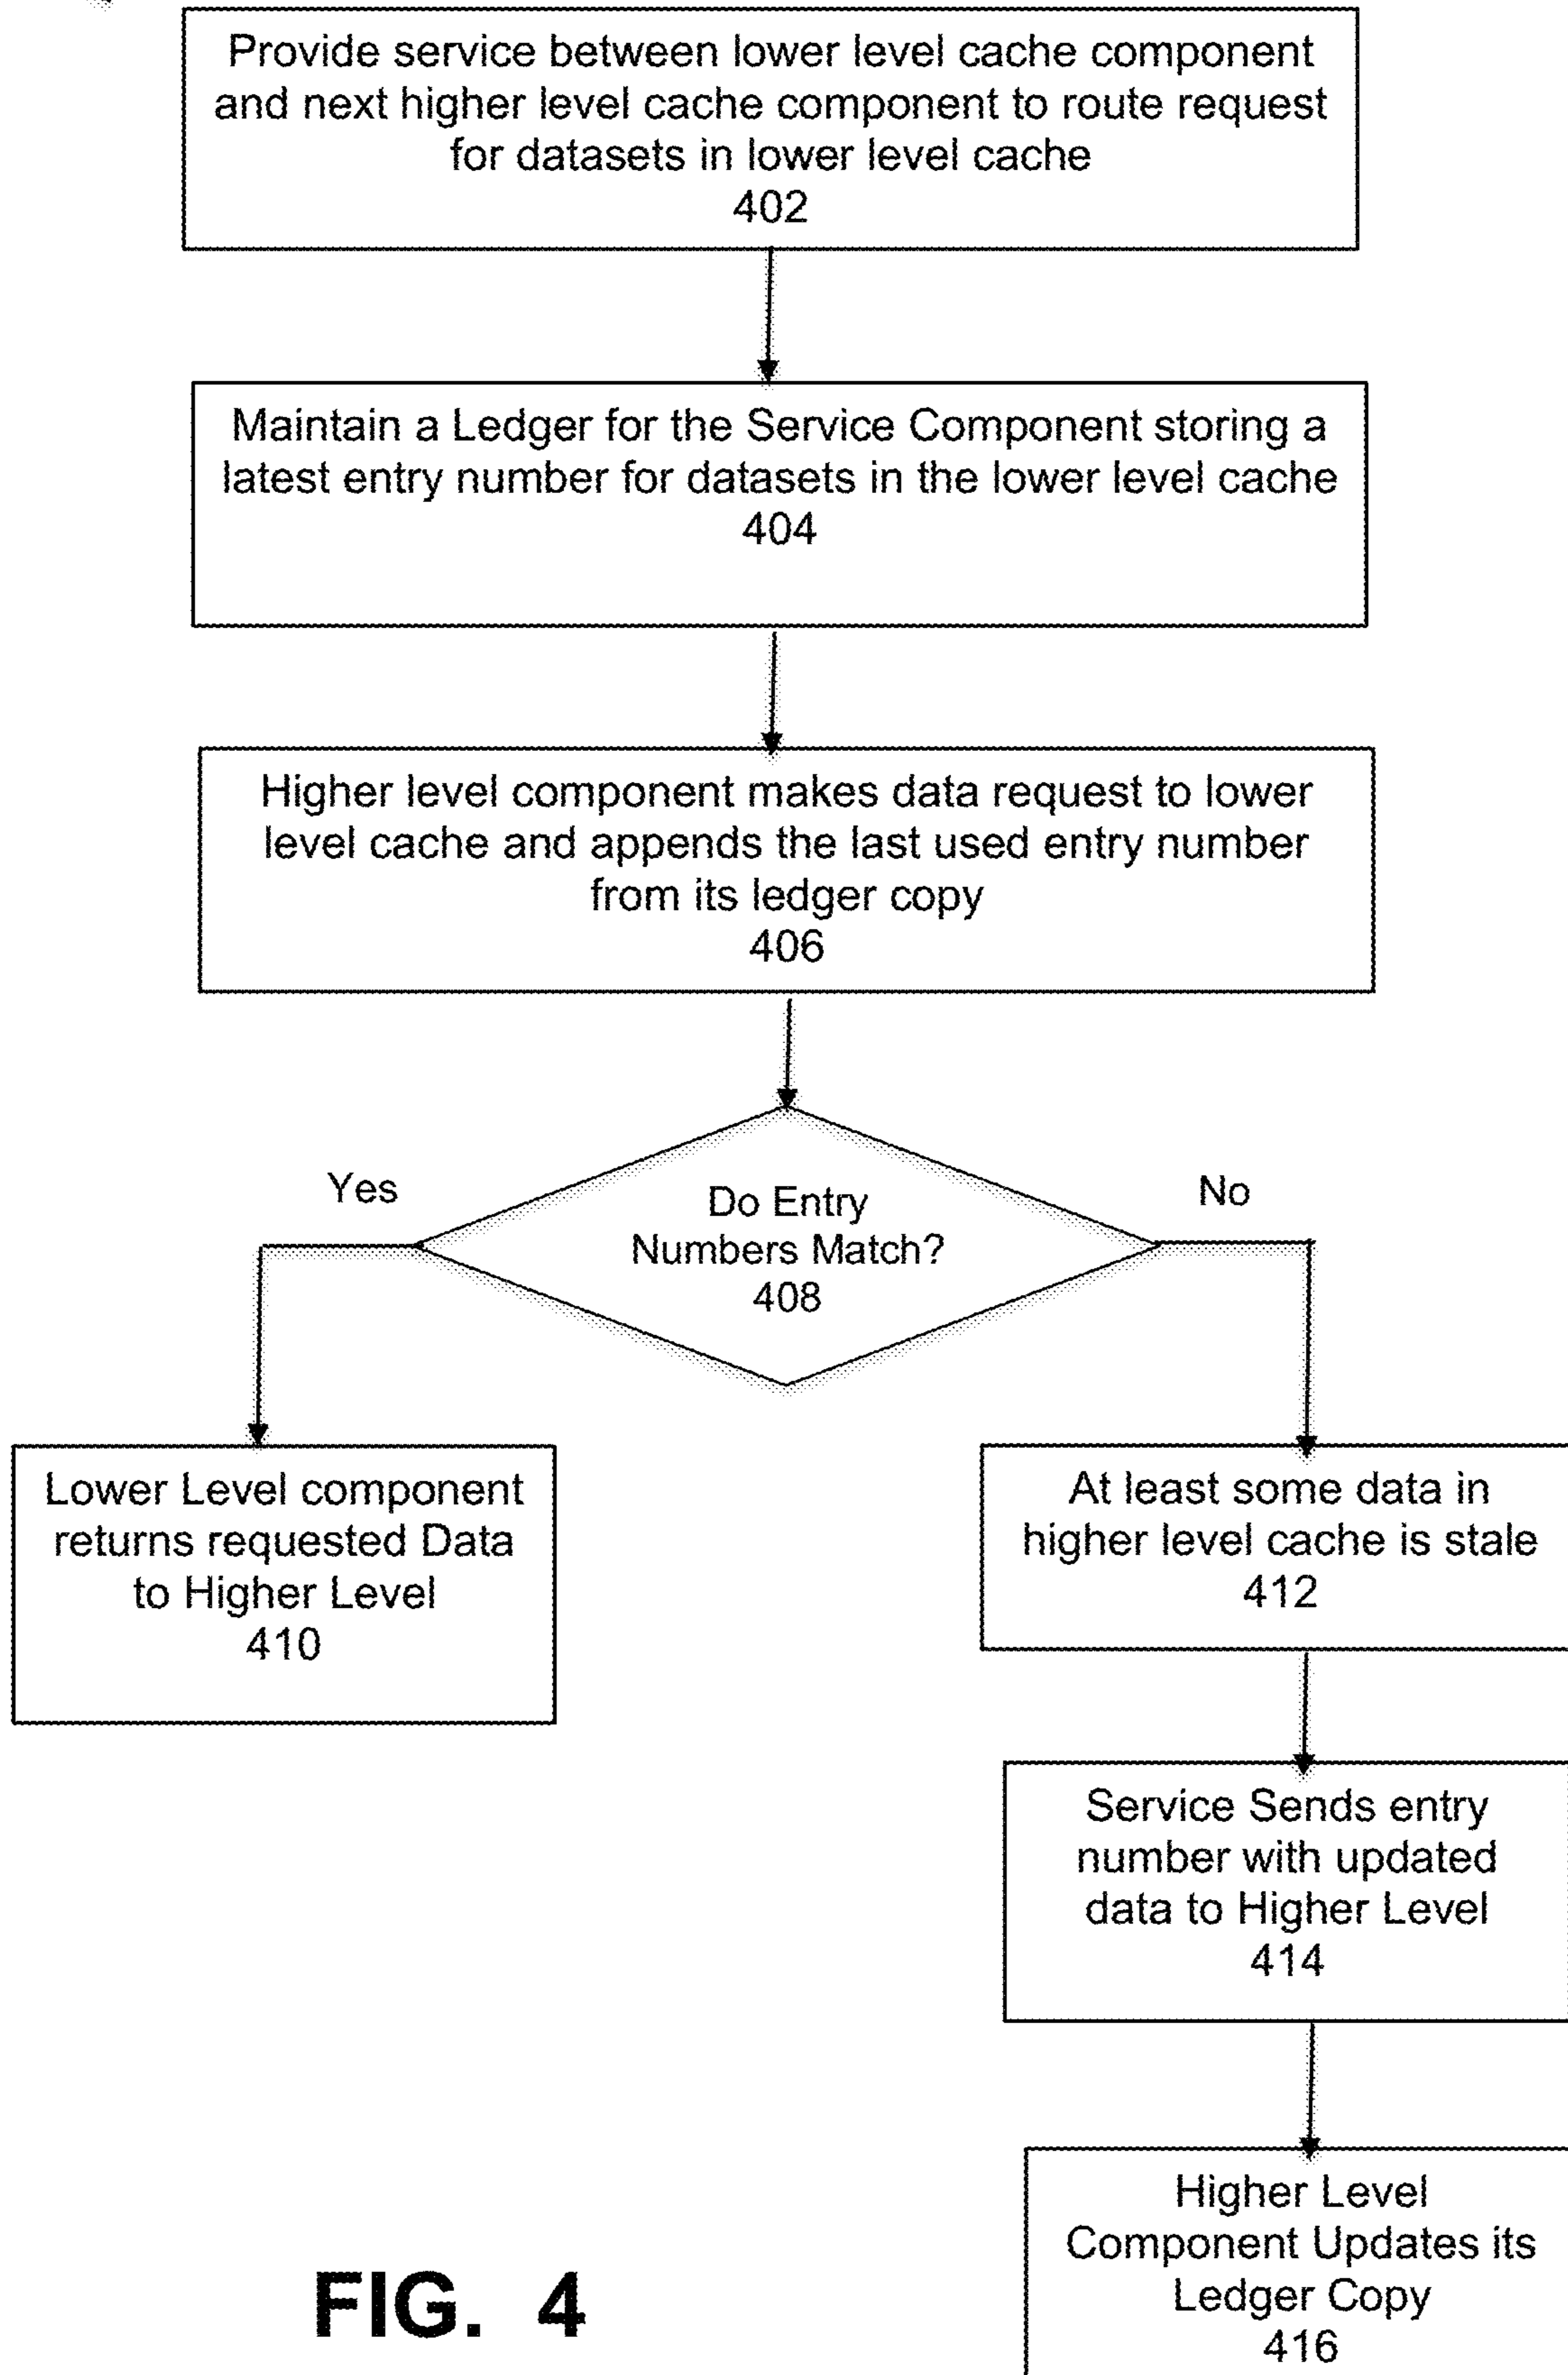 Provide service between lower level cache component
and next higher level cache component to route request
for datasets in lower level cache
402
Maintain a Ledger for the Service Component storing a
latest entry number for datasets in the lower level cache
404
Higher level component makes data request to lower
level cache and appends the last used entry number
from its ledger copy
406
Do Entry
Numbers Match?
408
Yes
No
Lower Level component
returns requested Data
to Higher Level
410
At least some data in
higher level cache is stale
412
Service Sends entry
number with updated
data to Higher Level
414
Higher Level
Component Updates its
Ledger Copy
416
FIG. 4